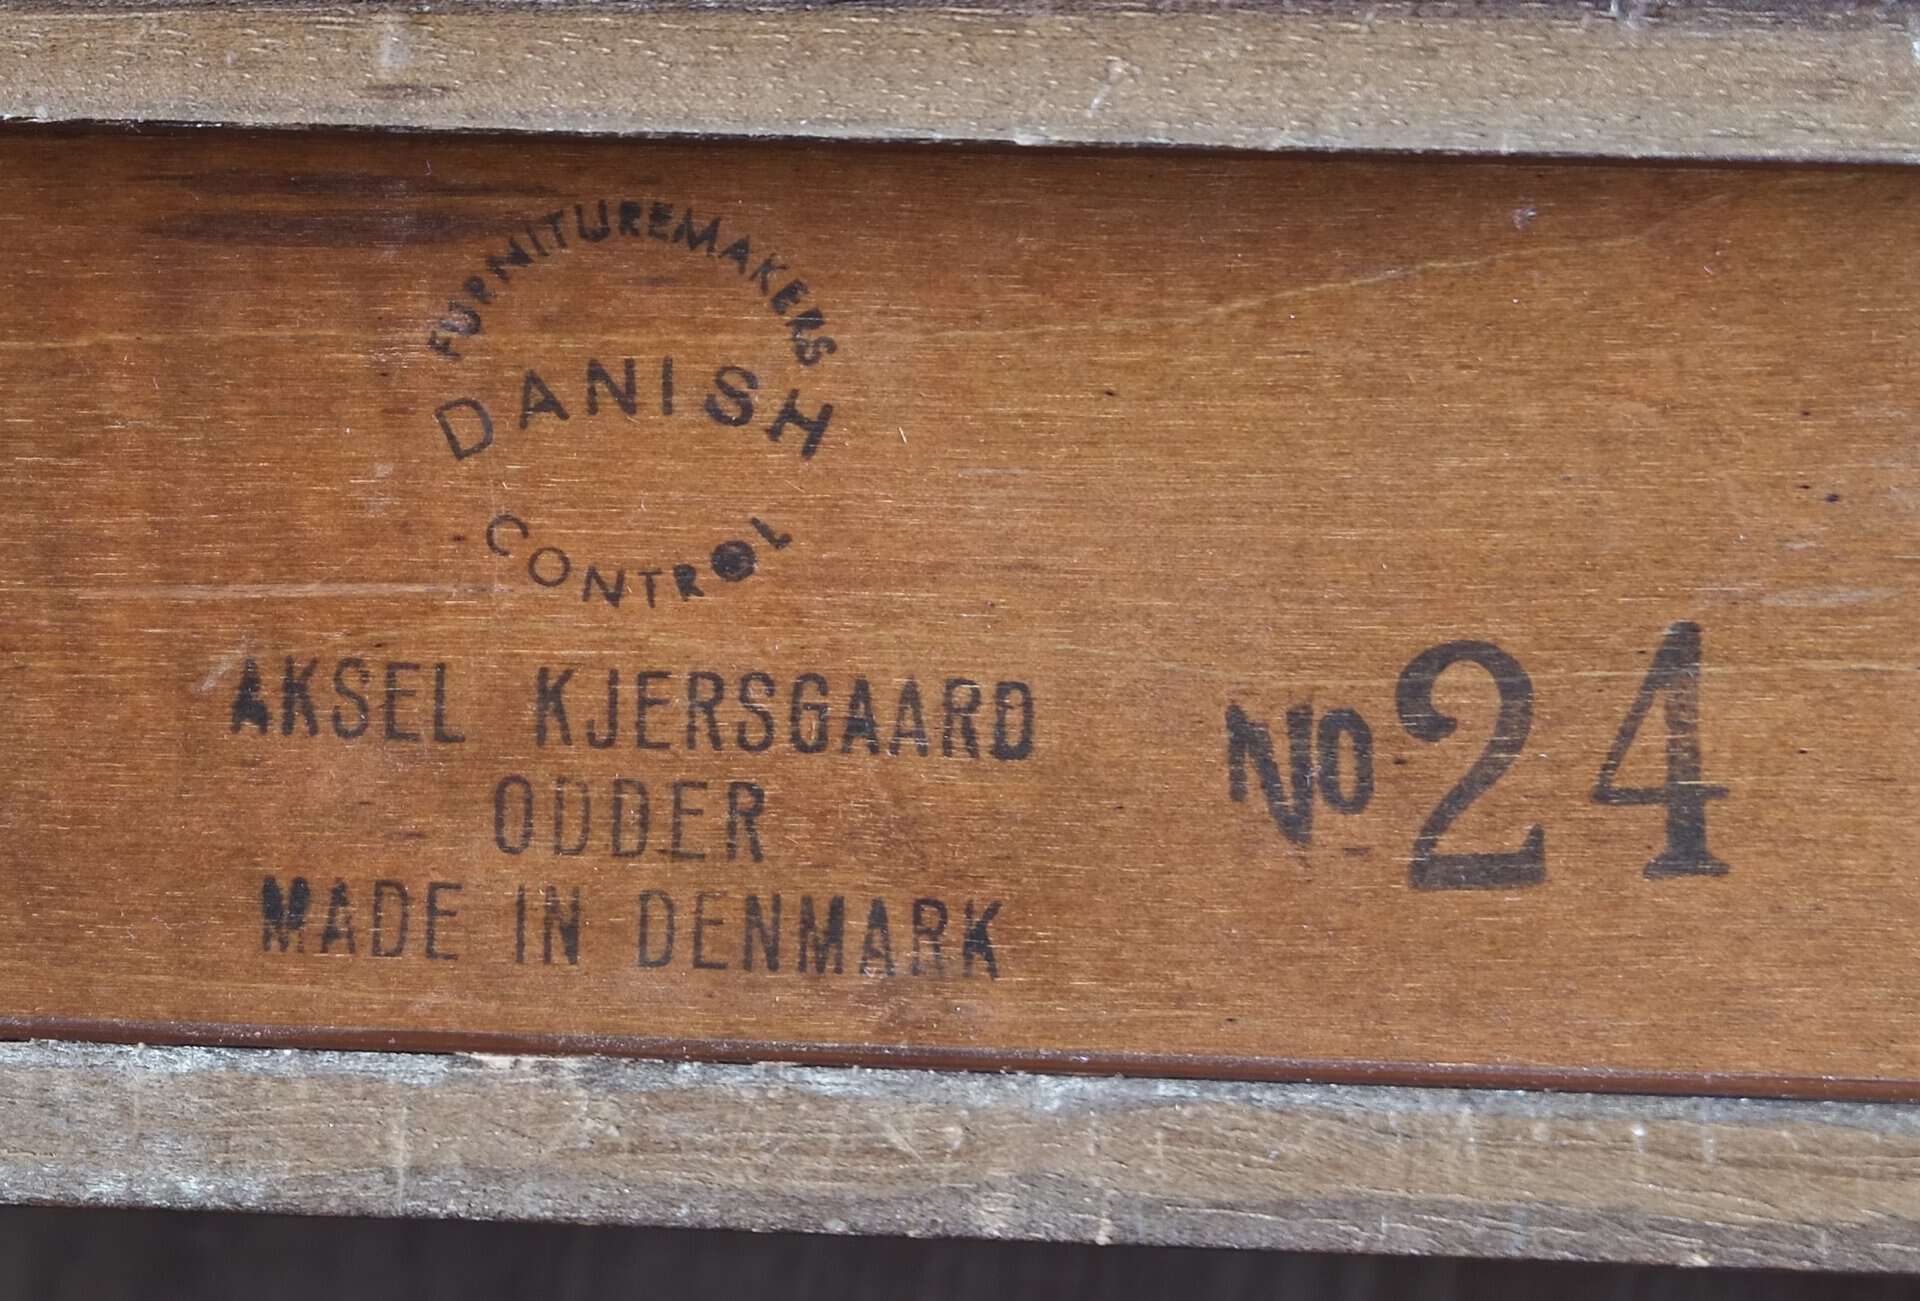 FURNITUREMAKERS
DANISH
CONTROL
AKSEL KJERSGAARD
ODDER
MADE IN DENMARK
No 24